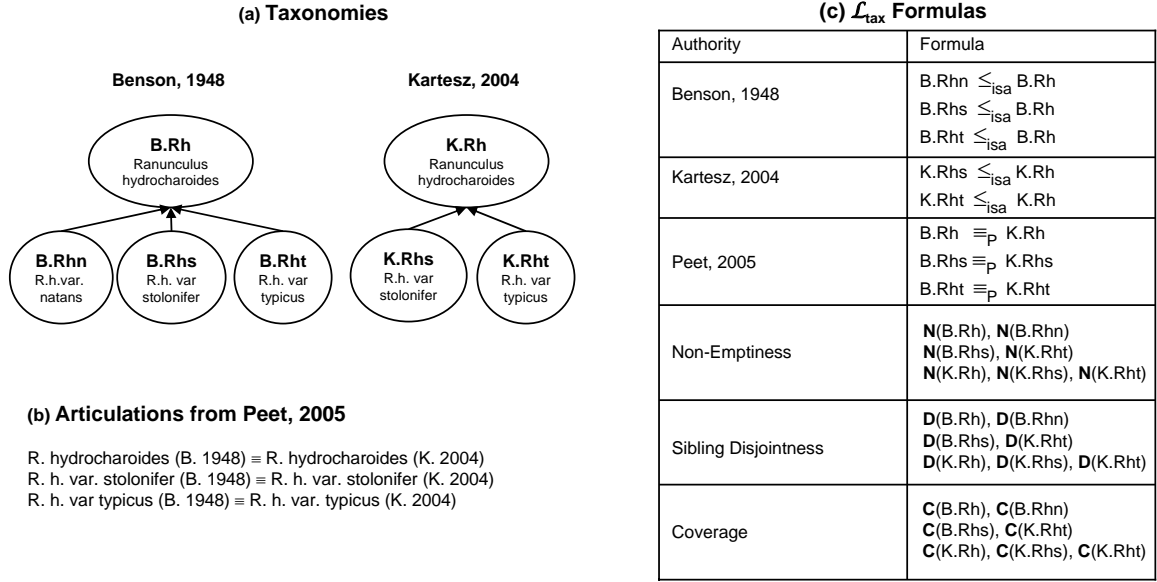 (a) Taxonomies
Benson, 1948
Kartesz, 2004
B.Rh
Ranunculus
hydrocharoides
K.Rh
Ranunculus
hydrocharoides
B.Rhn
R.h.var.
natans
B.Rhs
R.h. var
stolonifer
B.Rht
R.h. var
typicus
K.Rhs
R.h. var
stolonifer
K.Rht
R.h. var
typicus
(b) Articulations from Peet, 2005
R. hydrocharoides (B. 1948) ≡ R. hydrocharoides (K. 2004)
R. h. var. stolonifer (B. 1948) ≡ R. h. var. stolonifer (K. 2004)
R. h. var typicus (B. 1948) ≡ R. h. var. typicus (K. 2004)
(c) ℒtax Formulas
Authority Formula
Benson, 1948
B.Rhn ≤isa B.Rh
B.Rhs ≤isa B.Rh
B.Rht ≤isa B.Rh
Kartesz, 2004
K.Rhs ≤isa K.Rh
K.Rht ≤isa K.Rh
Peet, 2005
B.Rh ≡P K.Rh
B.Rhs ≡P K.Rhs
B.Rht ≡P K.Rht
Non-Emptiness
N(B.Rh), N(B.Rhn)
N(B.Rhs), N(K.Rht)
N(K.Rh), N(K.Rhs), N(K.Rht)
Sibling Disjointness
D(B.Rh), D(B.Rhn)
D(B.Rhs), D(K.Rht)
D(K.Rh), D(K.Rhs), D(K.Rht)
Coverage
C(B.Rh), C(B.Rhn)
C(B.Rhs), C(K.Rht)
C(K.Rh), C(K.Rhs), C(K.Rht)